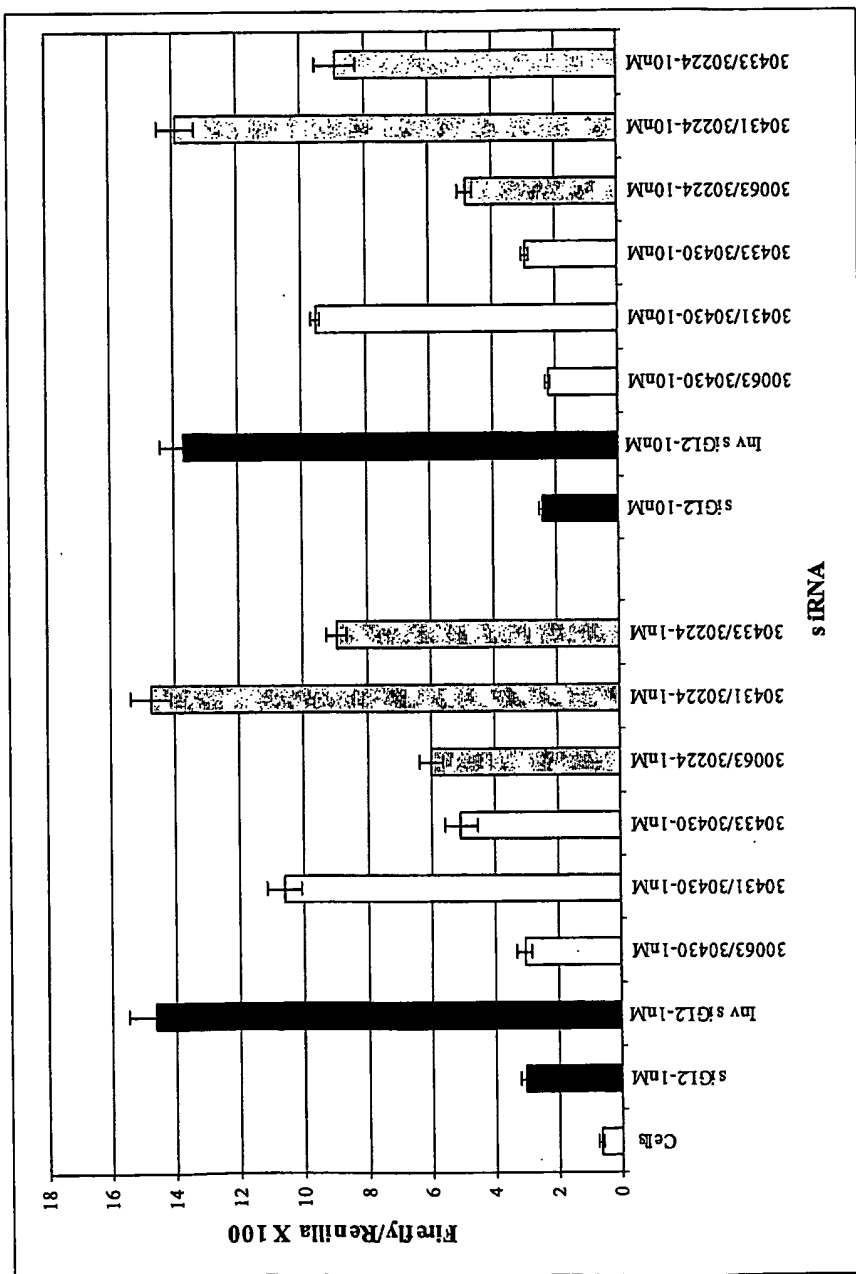 Firefly/Renilla X 100
18
16
14
12
10
8
6
4
2
0
Cells
siGL2-1nM
Inv siGL2-1nM
30063/30430-1nM
30431/30430-1nM
30433/30430-1nM
30063/30224-1nM
30431/30224-1nM
30433/30224-1nM
siGL2-10nM
Inv siGL2-10nM
30063/30430-10nM
30431/30430-10nM
30433/30430-10nM
30063/30224-10nM
30431/30224-10nM
30433/30224-10nM
siRNA